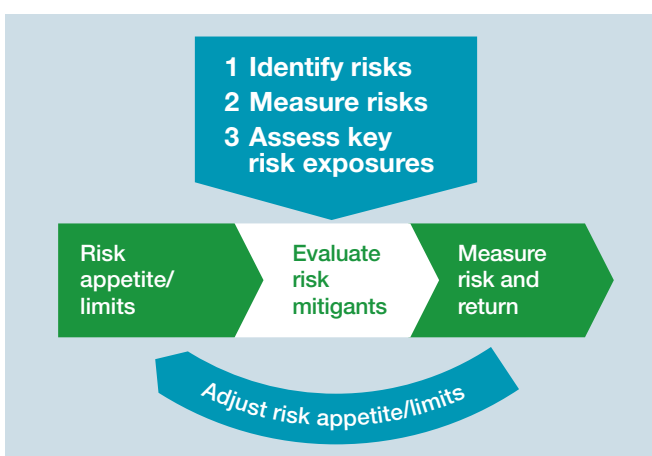 1 Identify risks
2 Measure risks
3 Assess key
risk exposures
Risk
appetite/
limits
Evaluate
risk
mitigants
Measure
risk and
return
Adjust risk appetite/limits